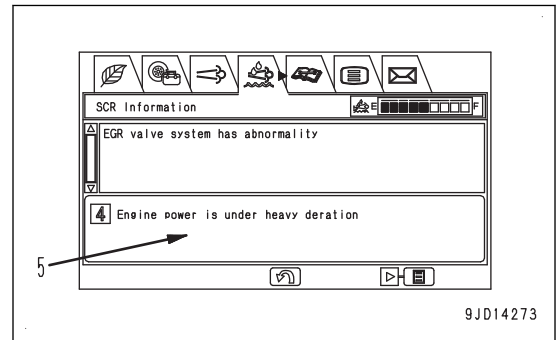 SCR Information
E F
EGR valve system has abnormality
4 Engine power is under heavy deration
5
9JD14273